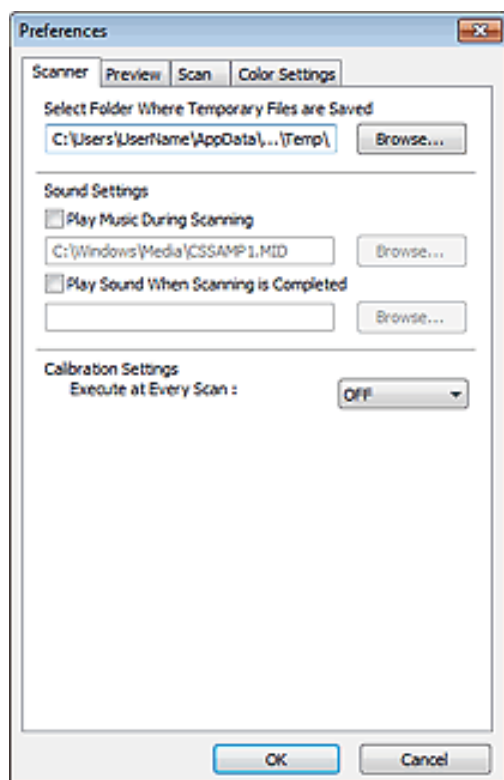 Preferences
Scanner Preview Scan Color Settings
Select Folder Where Temporary Files are Saved
C:\Users\UserName\AppData\...\Temp\ Browse...
Sound Settings
Play Music During Scanning
C:\Windows\Media\CSSAMP1.MID Browse...
Play Sound When Scanning is Completed
Browse...
Calibration Settings
Execute at Every Scan : OFF
OK Cancel